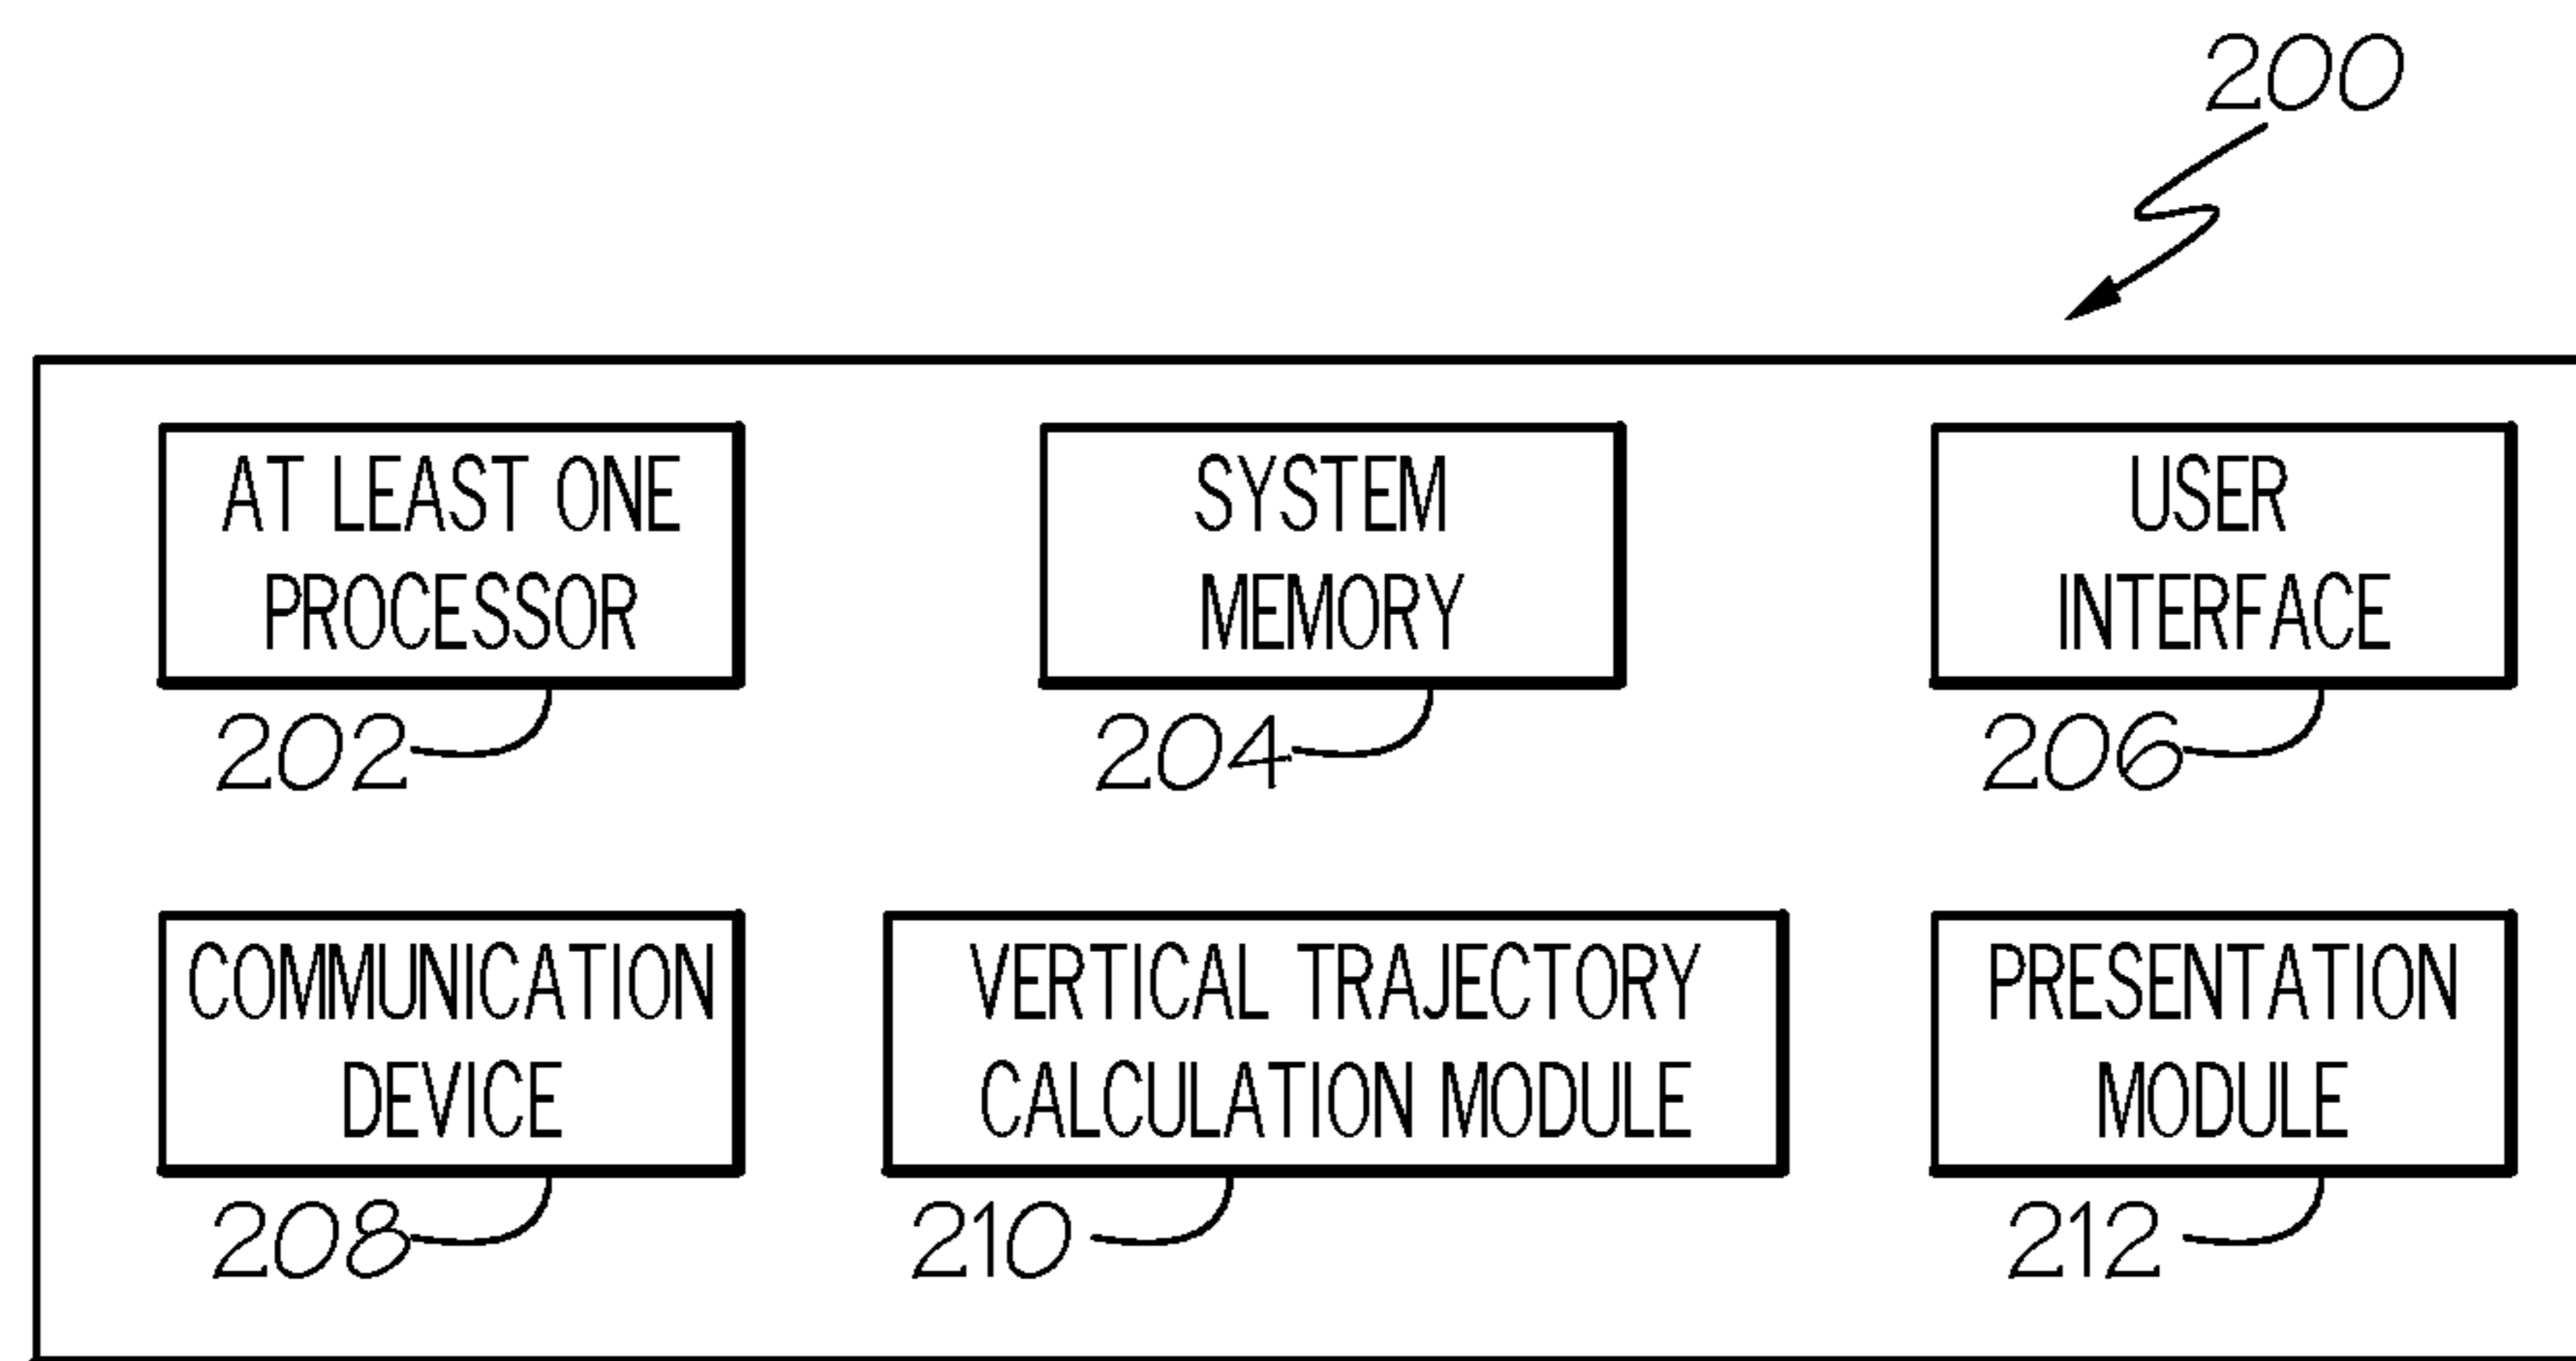 200
AT LEAST ONE
PROCESSOR
202
SYSTEM
MEMORY
204
USER
INTERFACE
206
COMMUNICATION
DEVICE
208
VERTICAL TRAJECTORY
CALCULATION MODULE
210
PRESENTATION
MODULE
212